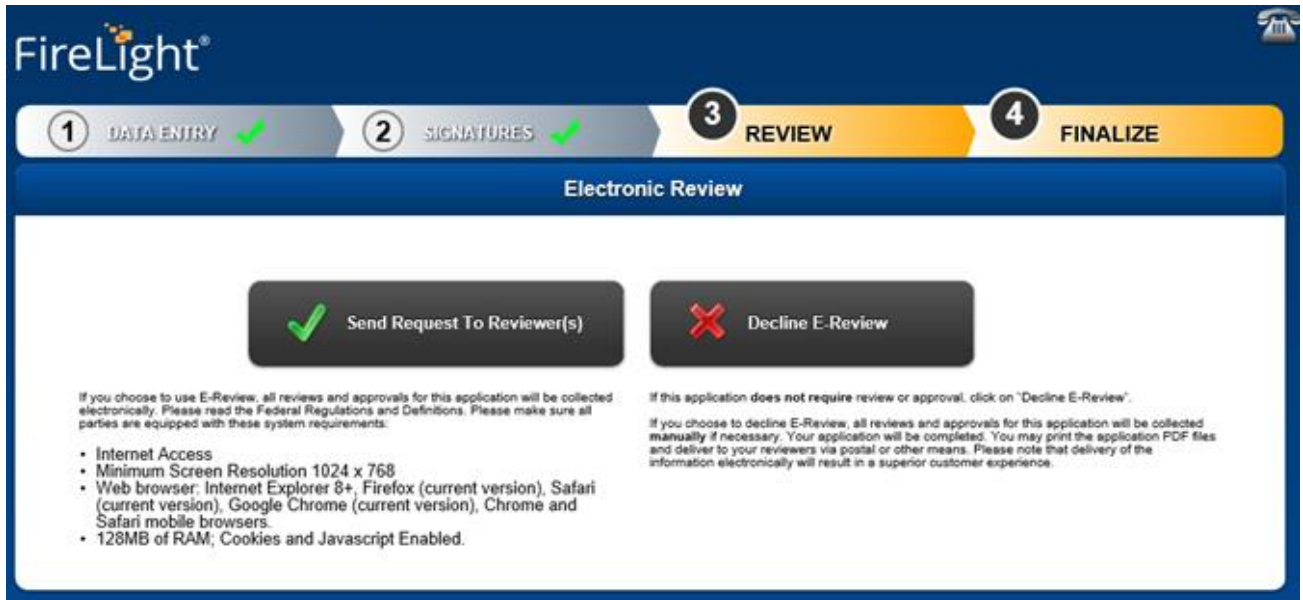 FireLight®
1 DATA ENTRY
2 SIGNATURES
3 REVIEW
4 FINALIZE
Electronic Review
Send Request To Reviewer(s)
Decline E-Review
If you choose to use E-Review, all reviews and approvals for this application will be collected
electronically. Please read the Federal Regulations and Definitions. Please make sure all
parties are equipped with these system requirements:
• Internet Access
• Minimum Screen Resolution 1024 x 768
• Web browser: Internet Explorer 8+, Firefox (current version), Safari
(current version), Google Chrome (current version), Chrome and
Safari mobile browsers.
• 128MB of RAM; Cookies and Javascript Enabled.
If this application does not require review or approval, click on "Decline E-Review".
If you choose to decline E-Review, all reviews and approvals for this application will be collected
manually if necessary. Your application will be completed. You may print the application PDF files
and deliver to your reviewers via postal or other means. Please note that delivery of the
information electronically will result in a superior customer experience.